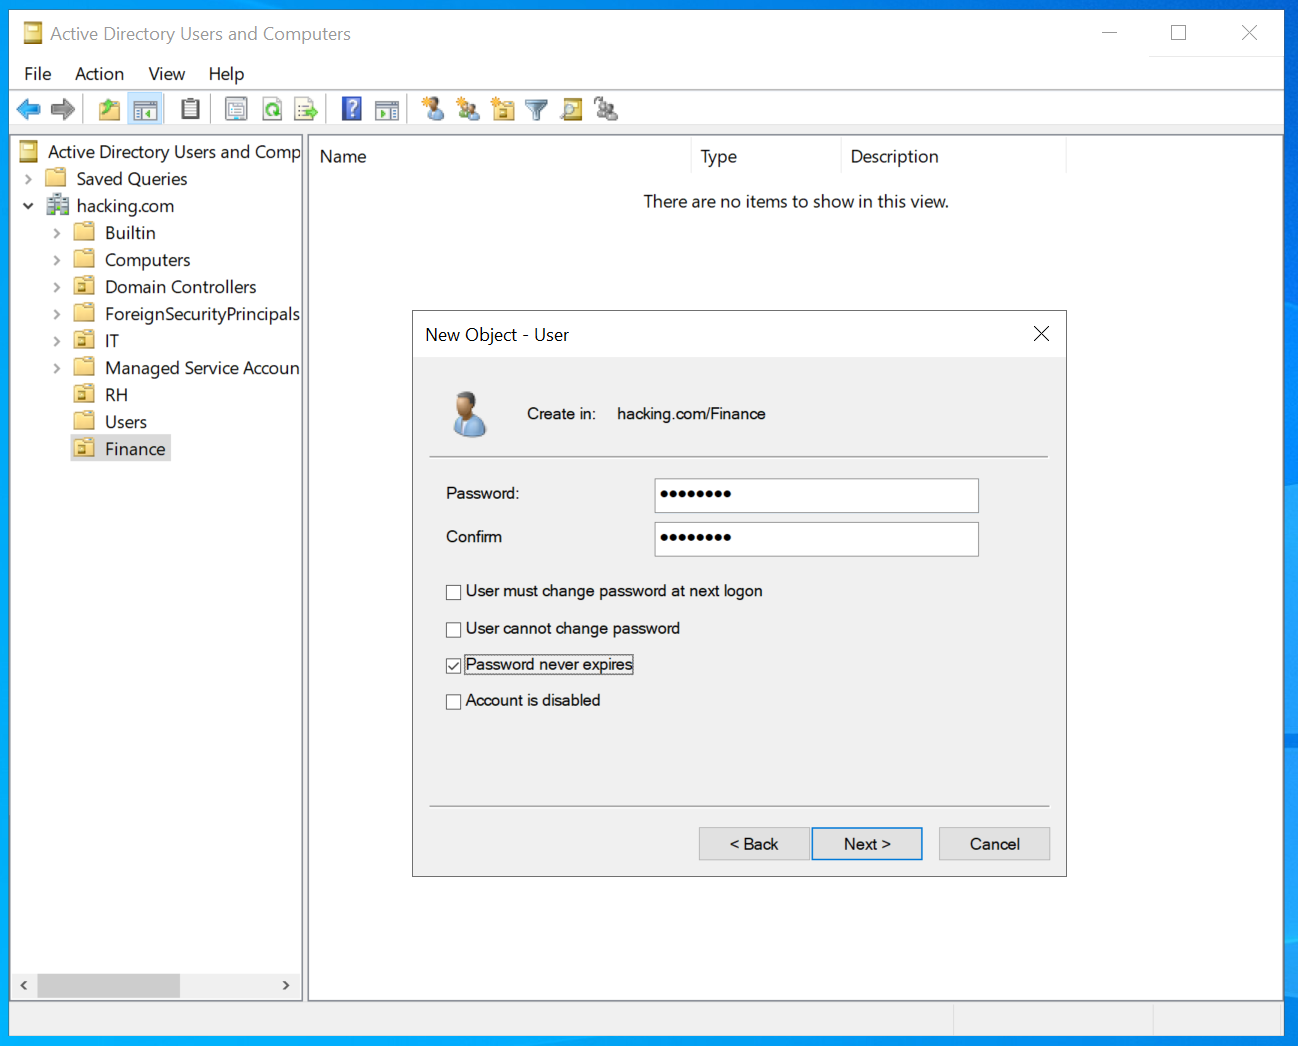 Active Directory Users and Computers
File Action View Help
Active Directory Users and Comp
Saved Queries
hacking.com
Builtin
Computers
Domain Controllers
ForeignSecurityPrincipals
IT
Managed Service Accoun
RH
Users
Finance
Name Type Description
There are no items to show in this view.
New Object - User
Create in: hacking.com/Finance
Password: ••••••••
Confirm ••••••••
User must change password at next logon
User cannot change password
Password never expires
Account is disabled
< Back Next > Cancel